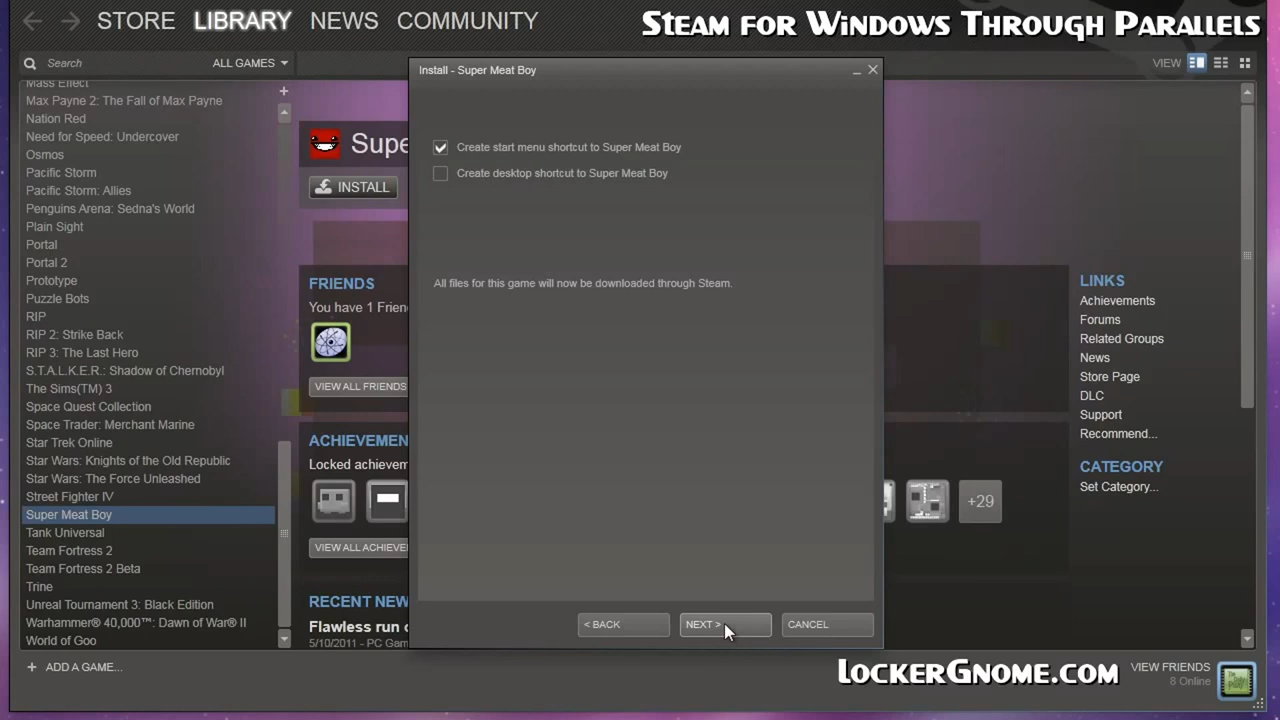 STORE LIBRARY NEWS COMMUNITY
Steam for Windows Through Parallels
Search
ALL GAMES
VIEW
Mass Effect
Max Payne 2: The Fall of Max Payne
Nation Red
Need for Speed: Undercover
Osmos
Pacific Storm
Pacific Storm: Allies
Penguins Arena: Sedna's World
Plain Sight
Portal
Portal 2
Prototype
Puzzle Bots
RIP
RIP 2: Strike Back
RIP 3: The Last Hero
S.T.A.L.K.E.R.: Shadow of Chernobyl
The Sims(TM) 3
Space Quest Collection
Space Trader: Merchant Marine
Star Trek Online
Star Wars: Knights of the Old Republic
Star Wars: The Force Unleashed
Street Fighter IV
Super Meat Boy
Tank Universal
Team Fortress 2
Team Fortress 2 Beta
Trine
Unreal Tournament 3: Black Edition
Warhammer® 40,000™: Dawn of War® II
World of Goo
+ ADD A GAME...
Supe
INSTALL
FRIENDS
You have 1 Frien
VIEW ALL FRIENDS
ACHIEVEMEN
Locked achievem
VIEW ALL ACHIEVE
RECENT NEW
Flawless run o
5/10/2011 - PC Gam
Install - Super Meat Boy
Create start menu shortcut to Super Meat Boy
Create desktop shortcut to Super Meat Boy
All files for this game will now be downloaded through Steam.
< BACK
NEXT >
CANCEL
+29
LINKS
Achievements
Forums
Related Groups
News
Store Page
DLC
Support
Recommend...
CATEGORY
Set Category...
LockerGnome.com
VIEW FRIENDS
8 Online